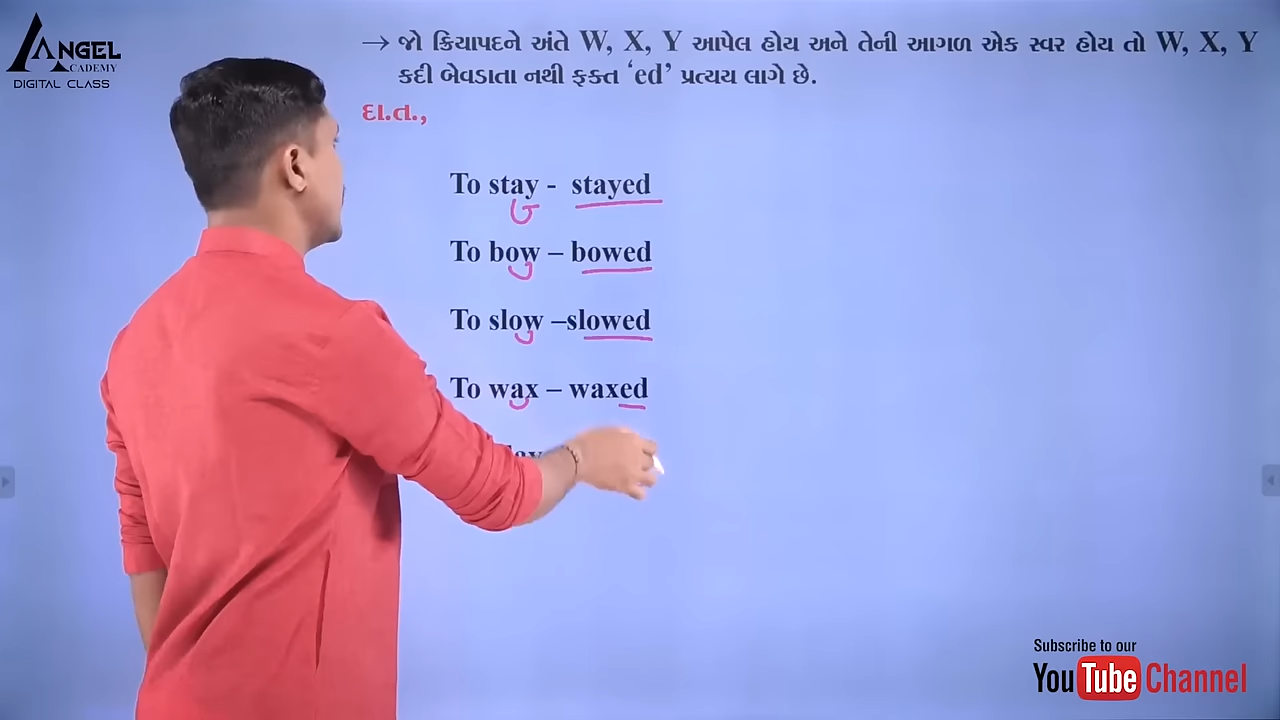 ANGEL
ACADEMY
DIGITAL CLASS
→ જો ક્રિયાપદને અંતે W, X, Y આપેલ હોય અને તેની આગળ એક સ્વર હોય તો W, X, Y
કદી બેવડાતા નથી ફક્ત ‘ed’ પ્રત્યય લાગે છે.
દા.ત.,
To stay - stayed
To bow – bowed
To slow –slowed
To wax – waxed
Subscribe to our
YouTube Channel